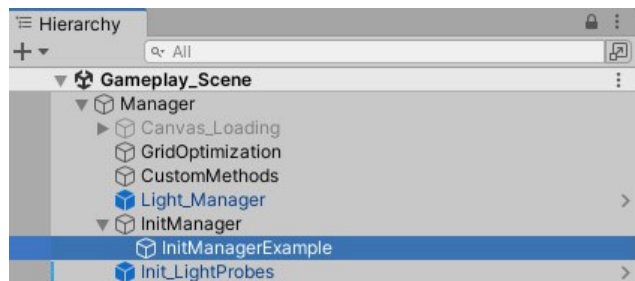 Hierarchy
All
Gameplay_Scene
Manager
Canvas_Loading
GridOptimization
CustomMethods
Light_Manager
InitManager
InitManagerExample
Init_LightProbes